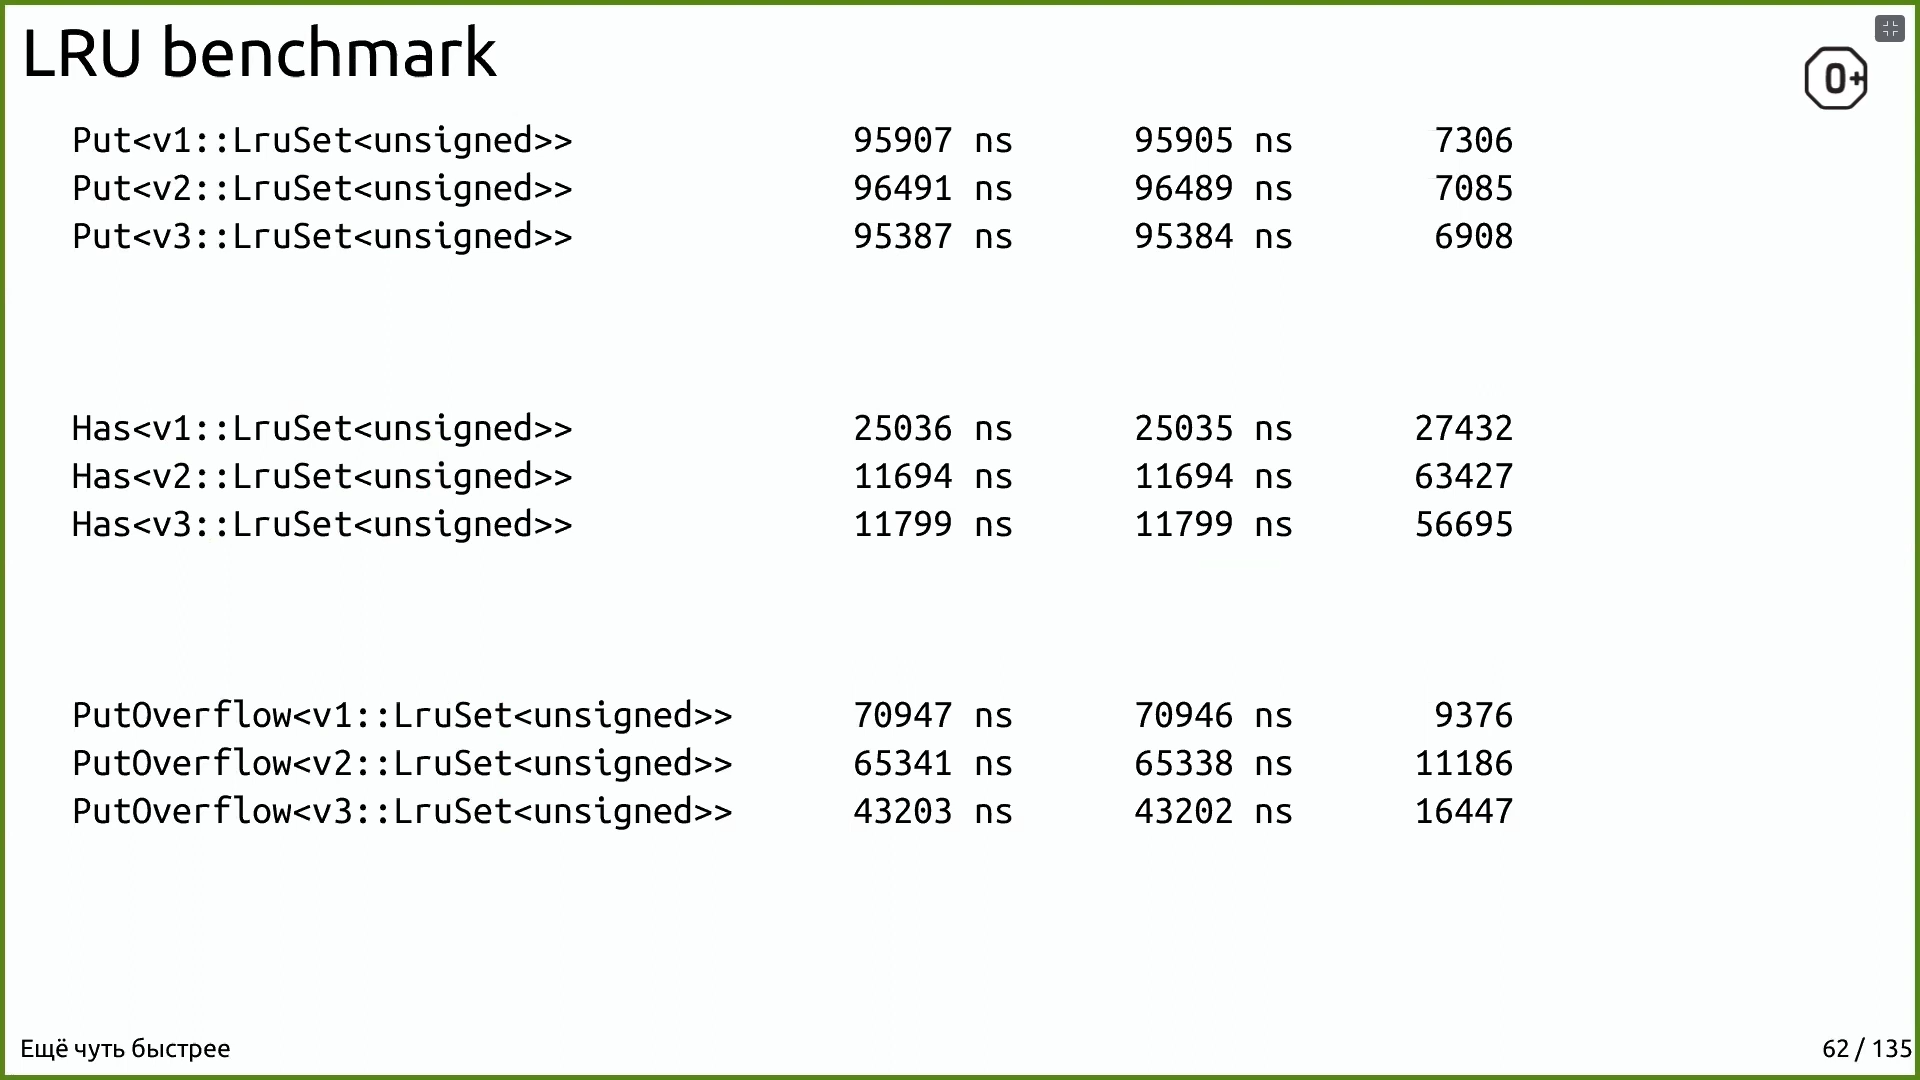 LRU benchmark
0+
Put<v1::LruSet<unsigned>> 95907 ns 95905 ns 7306
Put<v2::LruSet<unsigned>> 96491 ns 96489 ns 7085
Put<v3::LruSet<unsigned>> 95387 ns 95384 ns 6908
Has<v1::LruSet<unsigned>> 25036 ns 25035 ns 27432
Has<v2::LruSet<unsigned>> 11694 ns 11694 ns 63427
Has<v3::LruSet<unsigned>> 11799 ns 11799 ns 56695
PutOverflow<v1::LruSet<unsigned>> 70947 ns 70946 ns 9376
PutOverflow<v2::LruSet<unsigned>> 65341 ns 65338 ns 11186
PutOverflow<v3::LruSet<unsigned>> 43203 ns 43202 ns 16447
Ещё чуть быстрее
62 / 135